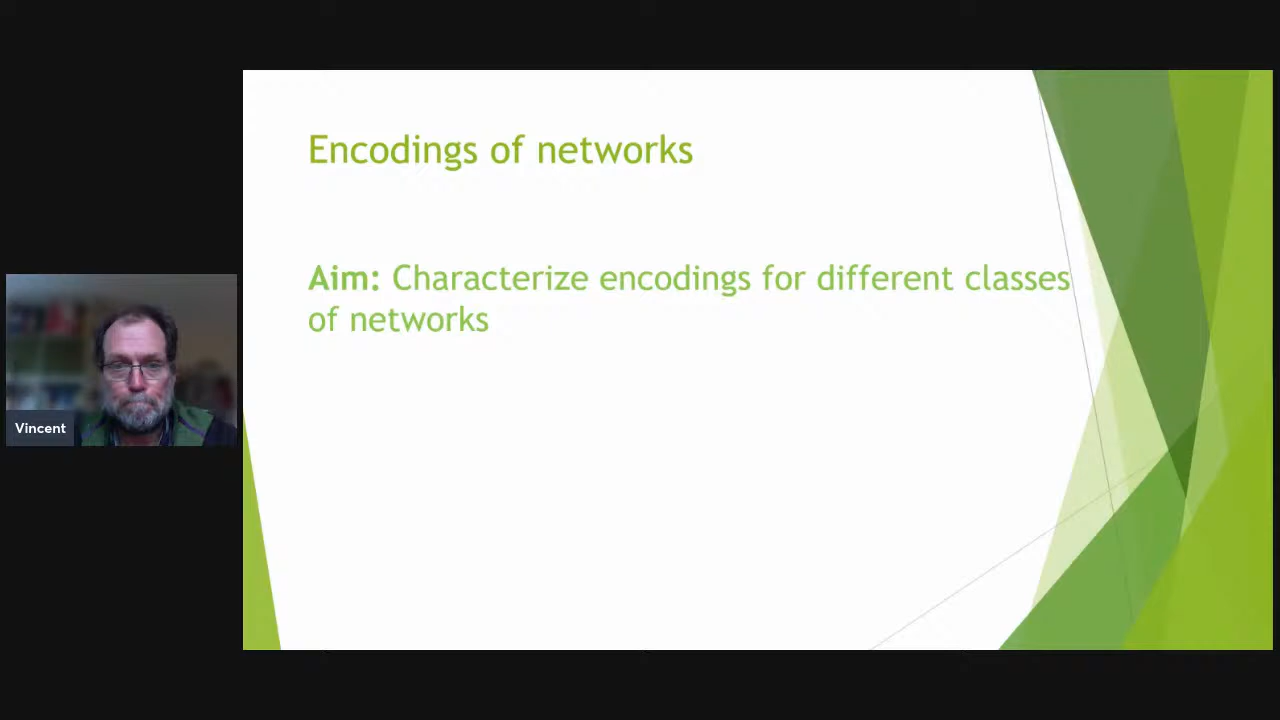 Encodings of networks
Aim: Characterize encodings for different classes
of networks
Vincent